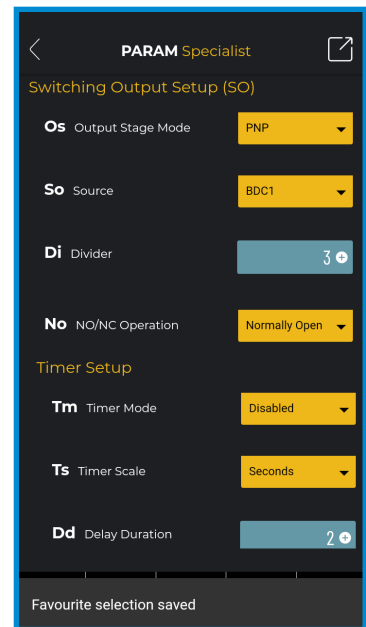 PARAM Specialist
Switching Output Setup (SO)
Os Output Stage Mode PNP
So Source BDC1
Di Divider 3
No NO/NC Operation Normally Open
Timer Setup
Tm Timer Mode Disabled
Ts Timer Scale Seconds
Dd Delay Duration 2
Favourite selection saved